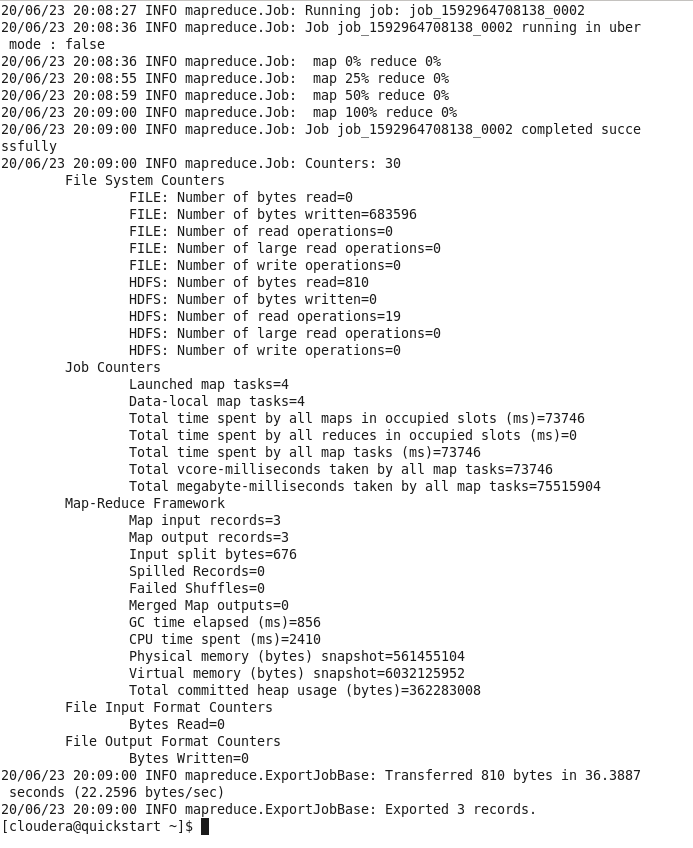 20/06/23 20:08:27 INFO mapreduce.Job: Running job: job_1592964708138_0002
20/06/23 20:08:36 INFO mapreduce.Job: Job job_1592964708138_0002 running in uber
 mode : false
20/06/23 20:08:36 INFO mapreduce.Job:  map 0% reduce 0%
20/06/23 20:08:55 INFO mapreduce.Job:  map 25% reduce 0%
20/06/23 20:08:59 INFO mapreduce.Job:  map 50% reduce 0%
20/06/23 20:09:00 INFO mapreduce.Job:  map 100% reduce 0%
20/06/23 20:09:00 INFO mapreduce.Job: Job job_1592964708138_0002 completed succe
ssfully
20/06/23 20:09:00 INFO mapreduce.Job: Counters: 30
        File System Counters
                FILE: Number of bytes read=0
                FILE: Number of bytes written=683596
                FILE: Number of read operations=0
                FILE: Number of large read operations=0
                FILE: Number of write operations=0
                HDFS: Number of bytes read=810
                HDFS: Number of bytes written=0
                HDFS: Number of read operations=19
                HDFS: Number of large read operations=0
                HDFS: Number of write operations=0
        Job Counters
                Launched map tasks=4
                Data-local map tasks=4
                Total time spent by all maps in occupied slots (ms)=73746
                Total time spent by all reduces in occupied slots (ms)=0
                Total time spent by all map tasks (ms)=73746
                Total vcore-milliseconds taken by all map tasks=73746
                Total megabyte-milliseconds taken by all map tasks=75515904
        Map-Reduce Framework
                Map input records=3
                Map output records=3
                Input split bytes=676
                Spilled Records=0
                Failed Shuffles=0
                Merged Map outputs=0
                GC time elapsed (ms)=856
                CPU time spent (ms)=2410
                Physical memory (bytes) snapshot=561455104
                Virtual memory (bytes) snapshot=6032125952
                Total committed heap usage (bytes)=362283008
        File Input Format Counters
                Bytes Read=0
        File Output Format Counters
                Bytes Written=0
20/06/23 20:09:00 INFO mapreduce.ExportJobBase: Transferred 810 bytes in 36.3887
 seconds (22.2596 bytes/sec)
20/06/23 20:09:00 INFO mapreduce.ExportJobBase: Exported 3 records.
[cloudera@quickstart ~]$